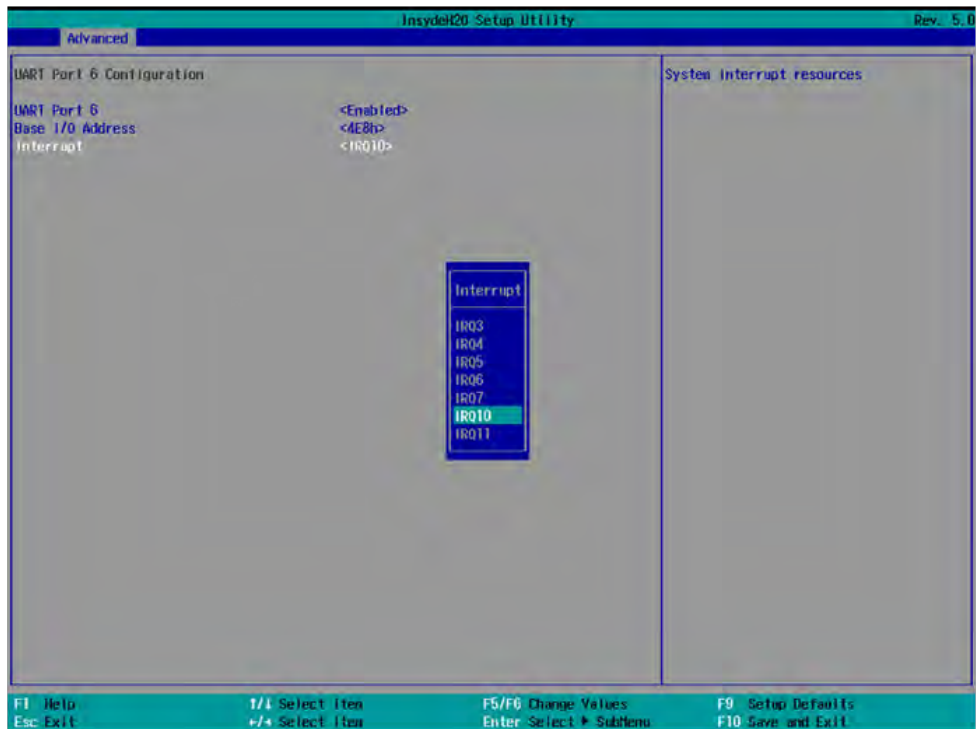 InsydeH2O Setup Utility Rev. 5.0
Advanced
UART Port 6 Configuration
UART Port 6 <Enabled>
Base I/O Address <4E8h>
Interrupt <IRQ10>
System interrupt resources
Interrupt
IRQ3
IRQ4
IRQ5
IRQ6
IRQ7
IRQ10
IRQ11
F1 Help ↑/↓ Select Item F5/F6 Change Values F9 Setup Defaults
Esc Exit ←/→ Select Item Enter Select ▶ SubMenu F10 Save and Exit